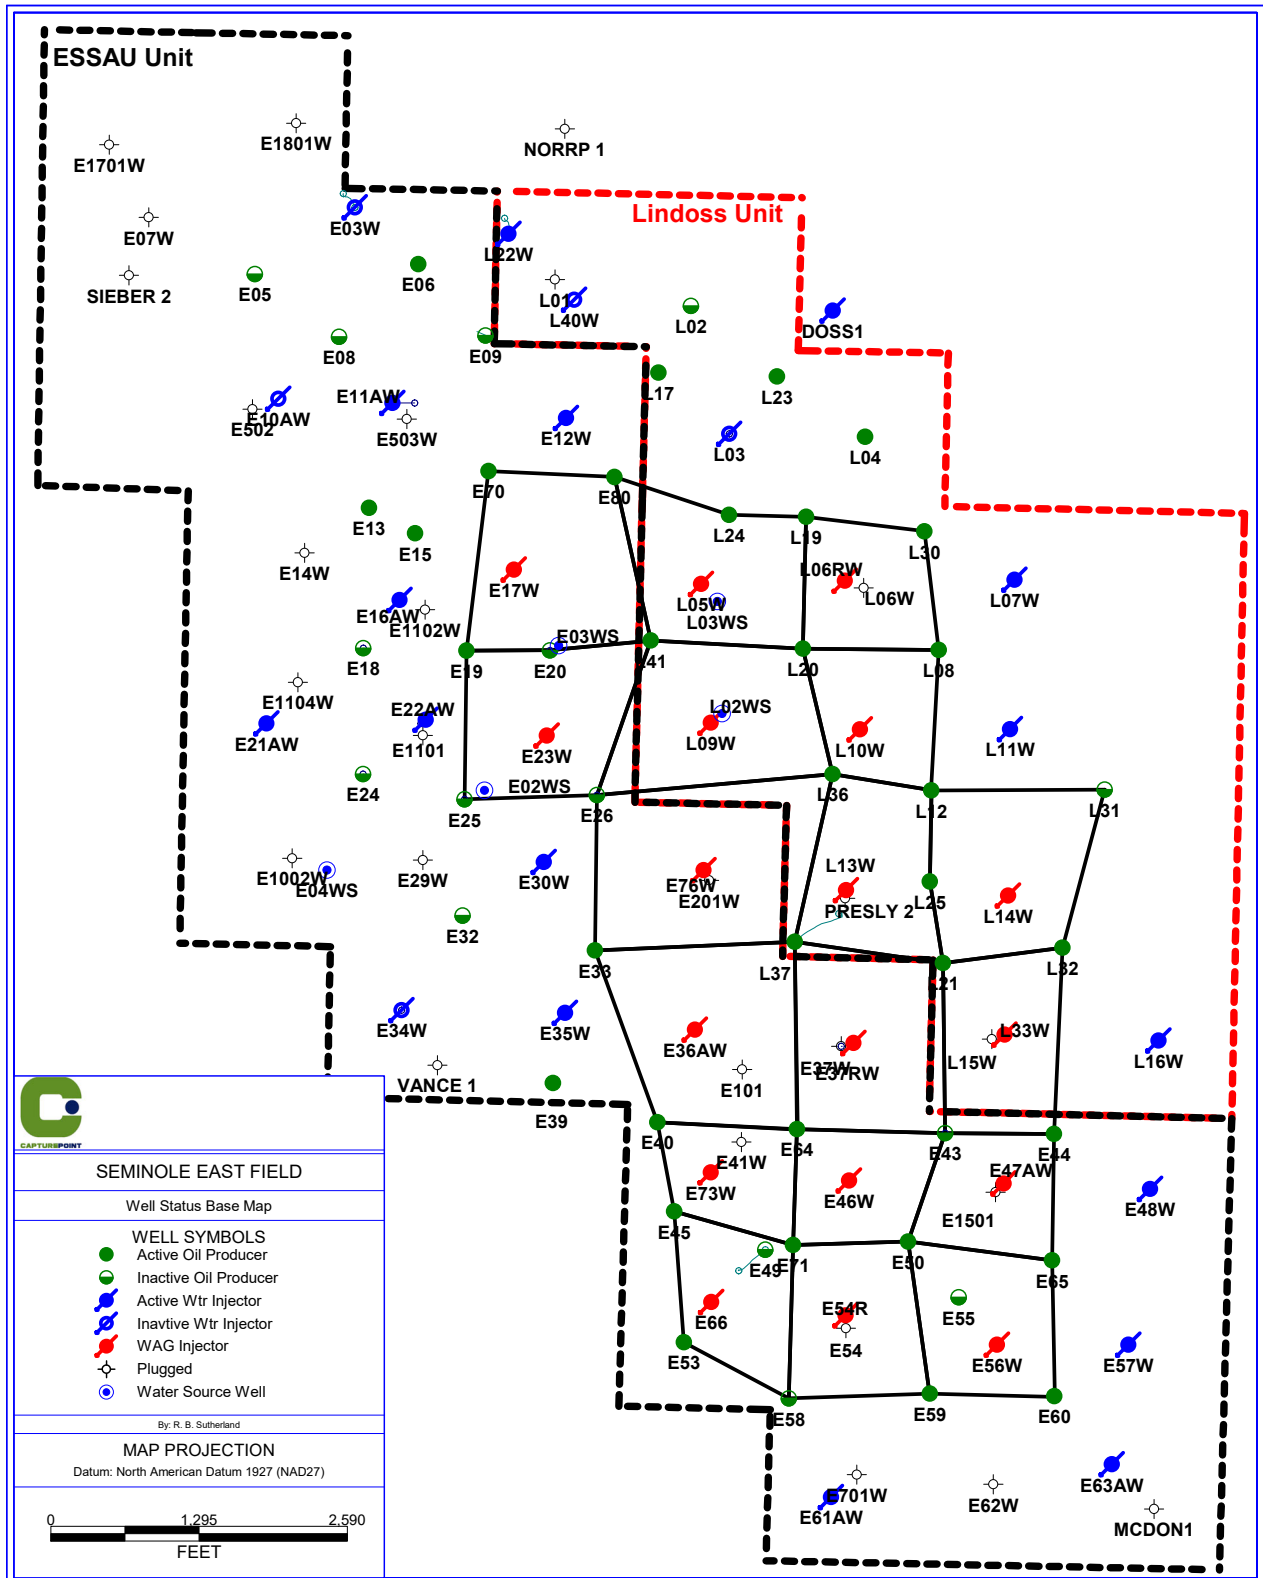 ESSAU Unit
E1801W
NORRP 1
E1701W
Lindoss Unit
E03W
E07W
L22W
E06
E05
SIEBER 2
L01
L40W
L02
DOSS1
E08
E09
L17
L23
E11AW
E10AW
E502
E503W
E12W
L03
L04
E70
E80
E13
L24
L19
L30
E15
E14W
E17W
L06RW
L05W
L06W
L07W
E16AW
E1102W
L03WS
E03WS
E18
E19
E20
L41
L20
L08
E1104W
E22AW
L02WS
E21AW
E1101
E23W
L09W
L10W
L11W
E02WS
E24
E25
E26
L36
L12
L31
E1002W
E04WS
E29W
E30W
E76W
E201W
L13W
L25
L14W
PRESLY 2
E32
E33
L37
L21
L32
E34W
E35W
E36AW
L33W
E37W
E37RW
L15W
L16W
VANCE 1
E101
E39
E40
E64
E43
E44
E41W
E73W
E46W
E47AW
E1501
E48W
E45
E49
E71
E50
E65
E66
E54R
E54
E55
E53
E56W
E57W
E58
E59
E60
E701W
E61AW
E62W
E63AW
MCDON1
CAPTUREPOINT
SEMINOLE EAST FIELD
Well Status Base Map
WELL SYMBOLS
Active Oil Producer
Inactive Oil Producer
Active Wtr Injector
Inavtive Wtr Injector
WAG Injector
Plugged
Water Source Well
By: R. B. Sutherland
MAP PROJECTION
Datum: North American Datum 1927 (NAD27)
0 1,295 2,590
FEET